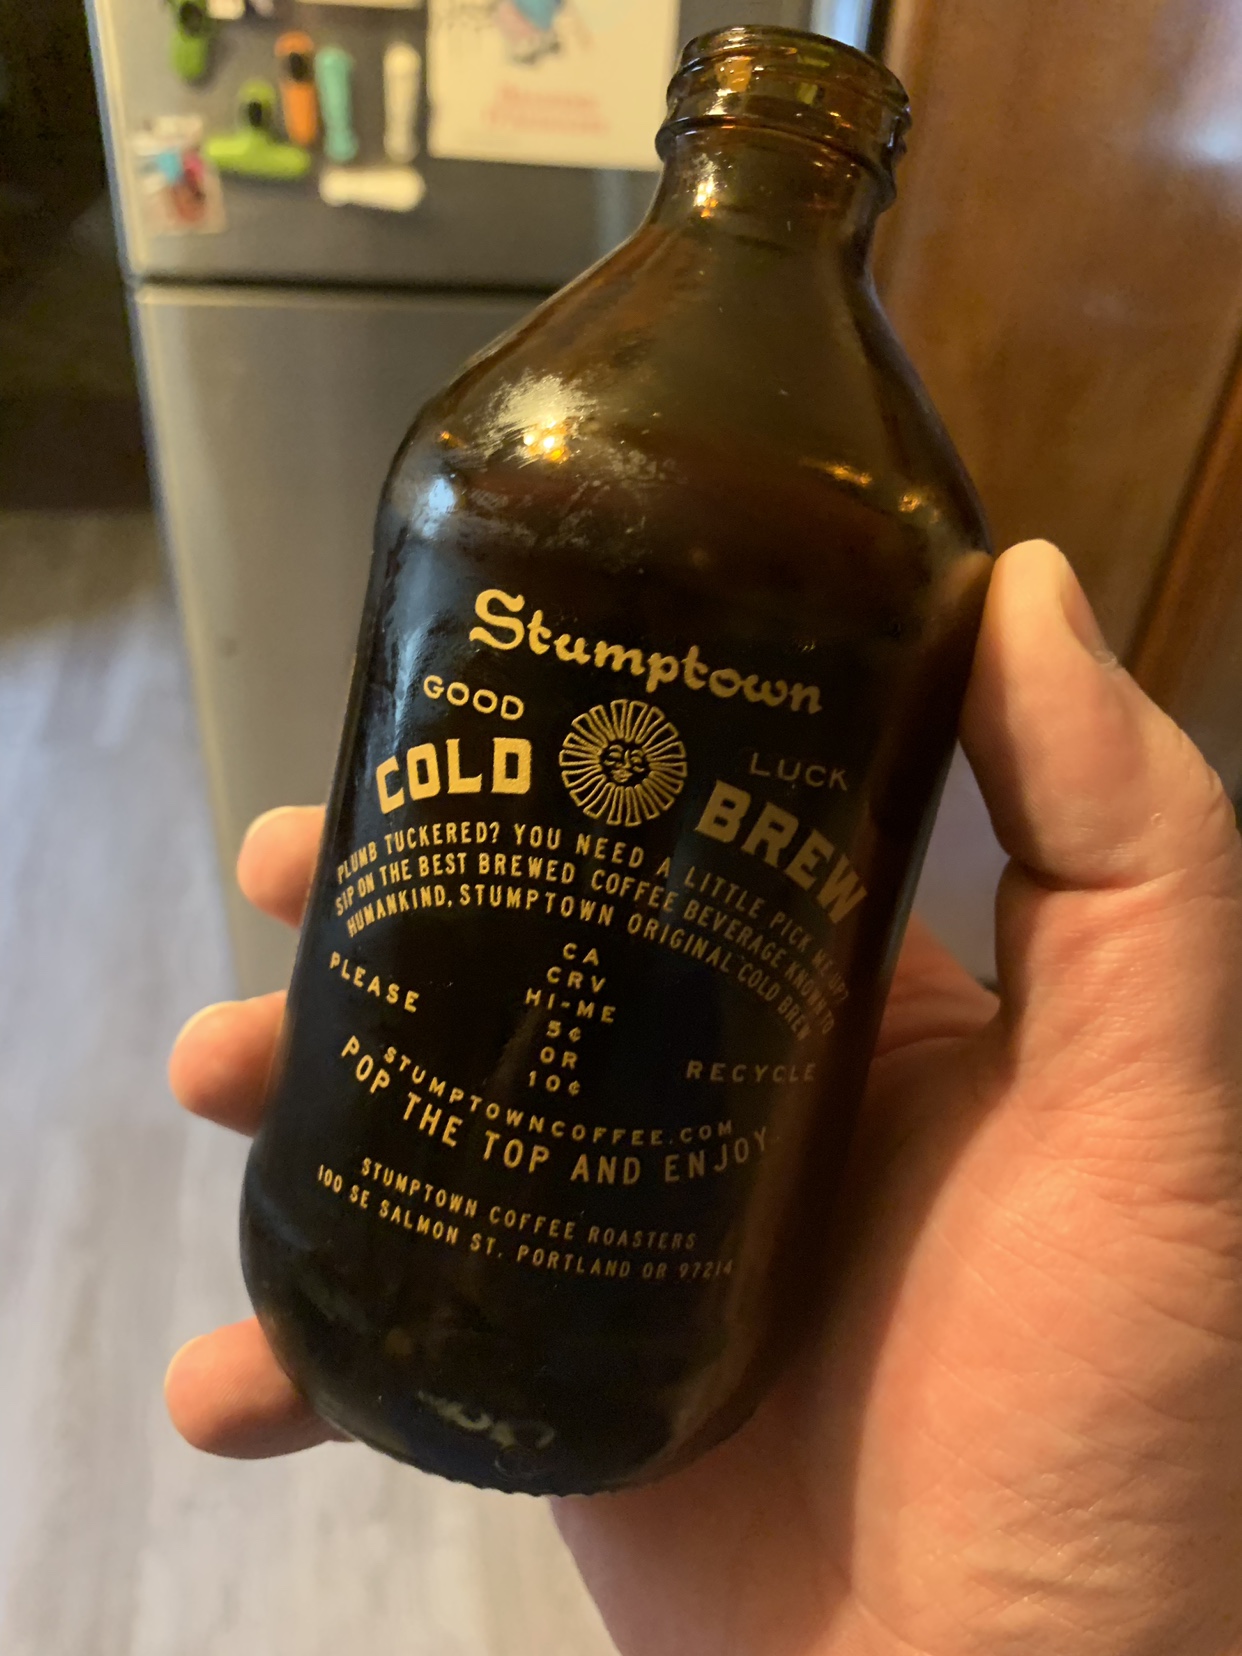 Stumptown
GOOD LUCK
COLD BREW
PLUMB TUCKERED? YOU NEED A LITTLE PICK ME UP?
SIP ON THE BEST BREWED COFFEE BEVERAGE KNOWN TO
HUMANKIND, STUMPTOWN ORIGINAL COLD BREW
CA
CRV
HI-ME
5¢
OR
10¢
PLEASE RECYCLE
STUMPTOWNCOFFEE.COM
POP THE TOP AND ENJOY
STUMPTOWN COFFEE ROASTERS
100 SE SALMON ST. PORTLAND OR 97214